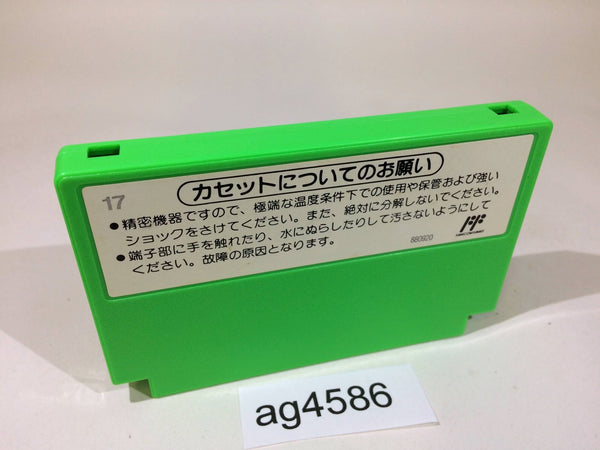 17
カセットについてのお願い
●精密機器ですので、極端な温度条件下での使用や保管および強い
ショックをさけてください。また、絶対に分解しないでください。
●端子部に手を触れたり、水にぬらしたりして汚さないようにして
ください。故障の原因となります。
880920
ag4586